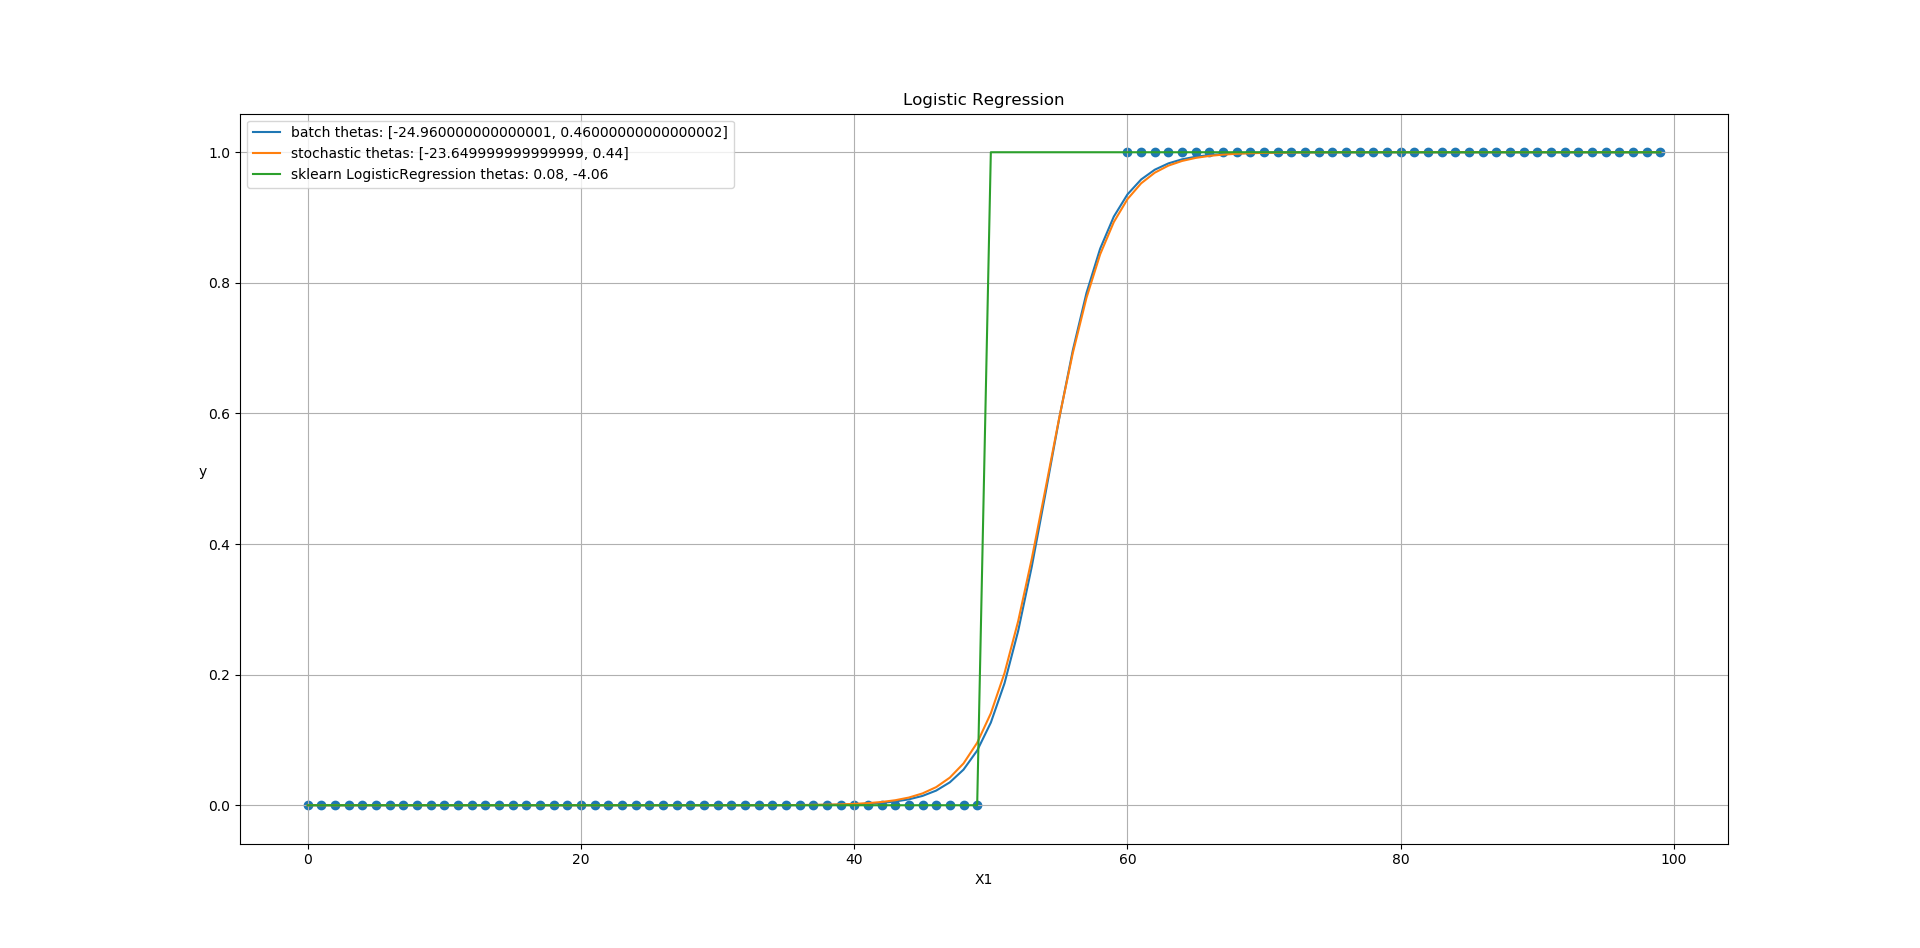 Logistic Regression
batch thetas: [-24.960000000000001, 0.46000000000000002]
stochastic thetas: [-23.649999999999999, 0.44]
sklearn LogisticRegression thetas: 0.08, -4.06
1.0
0.8
0.6
y
0.4
0.2
0.0
0 20 40 60 80 100
X1